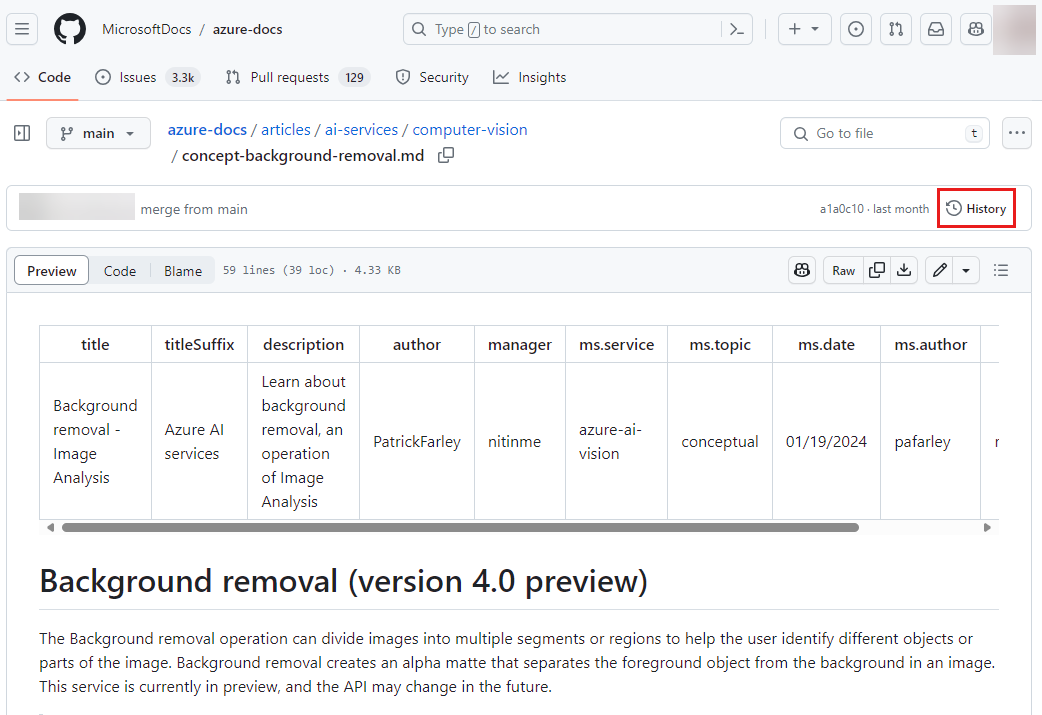 MicrosoftDocs / azure-docs
Type / to search
Code
Issues 3.3k
Pull requests 129
Security
Insights
main
azure-docs / articles / ai-services / computer-vision
/ concept-background-removal.md
Go to file t
merge from main
a1a0c10 · last month
History
Preview
Code
Blame
59 lines (39 loc) · 4.33 KB
Raw
title titleSuffix description author manager ms.service ms.topic ms.date ms.author
Background
removal -
Image
Analysis
Azure AI
services
Learn about
background
removal, an
operation
of Image
Analysis
PatrickFarley
nitinme
azure-ai-
vision
conceptual
01/19/2024
pafarley
Background removal (version 4.0 preview)
The Background removal operation can divide images into multiple segments or regions to help the user identify different objects or
parts of the image. Background removal creates an alpha matte that separates the foreground object from the background in an image.
This service is currently in preview, and the API may change in the future.